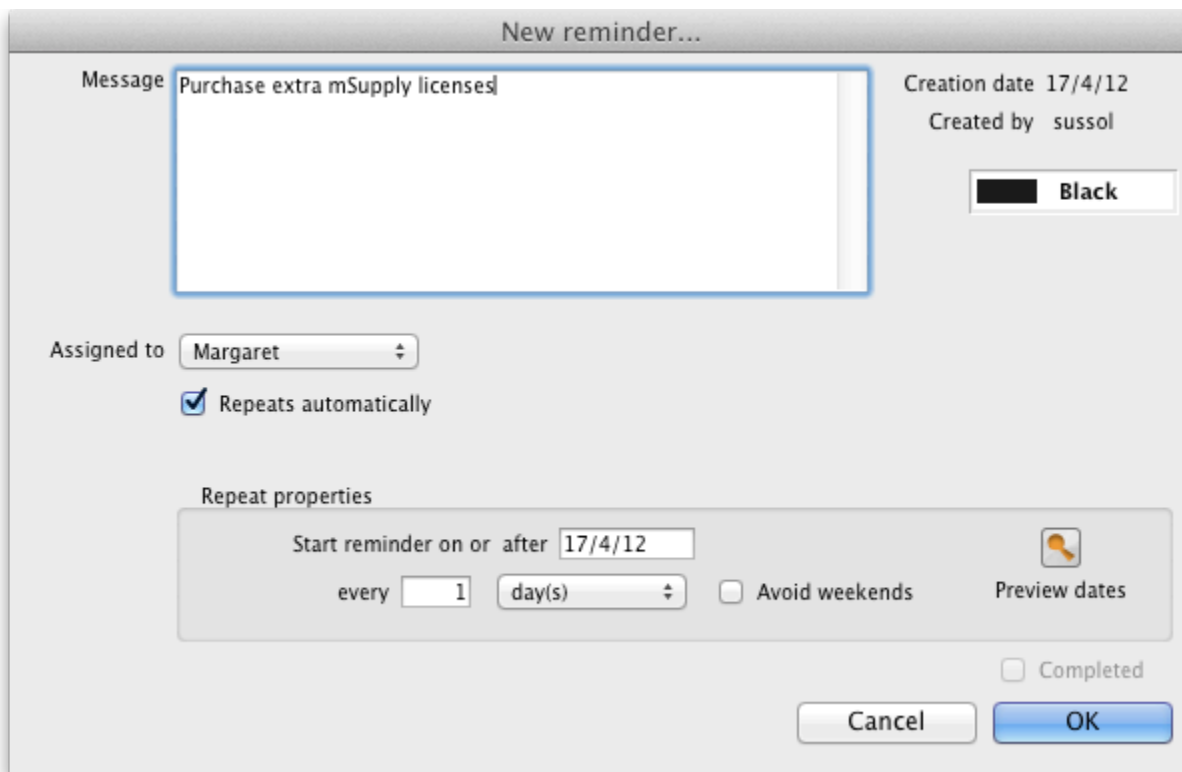 New reminder...
Message Purchase extra mSupply licenses
Creation date 17/4/12
Created by sussol
Black
Assigned to Margaret
Repeats automatically
Repeat properties
Start reminder on or after 17/4/12
every 1 day(s) Avoid weekends
Preview dates
Completed
Cancel OK